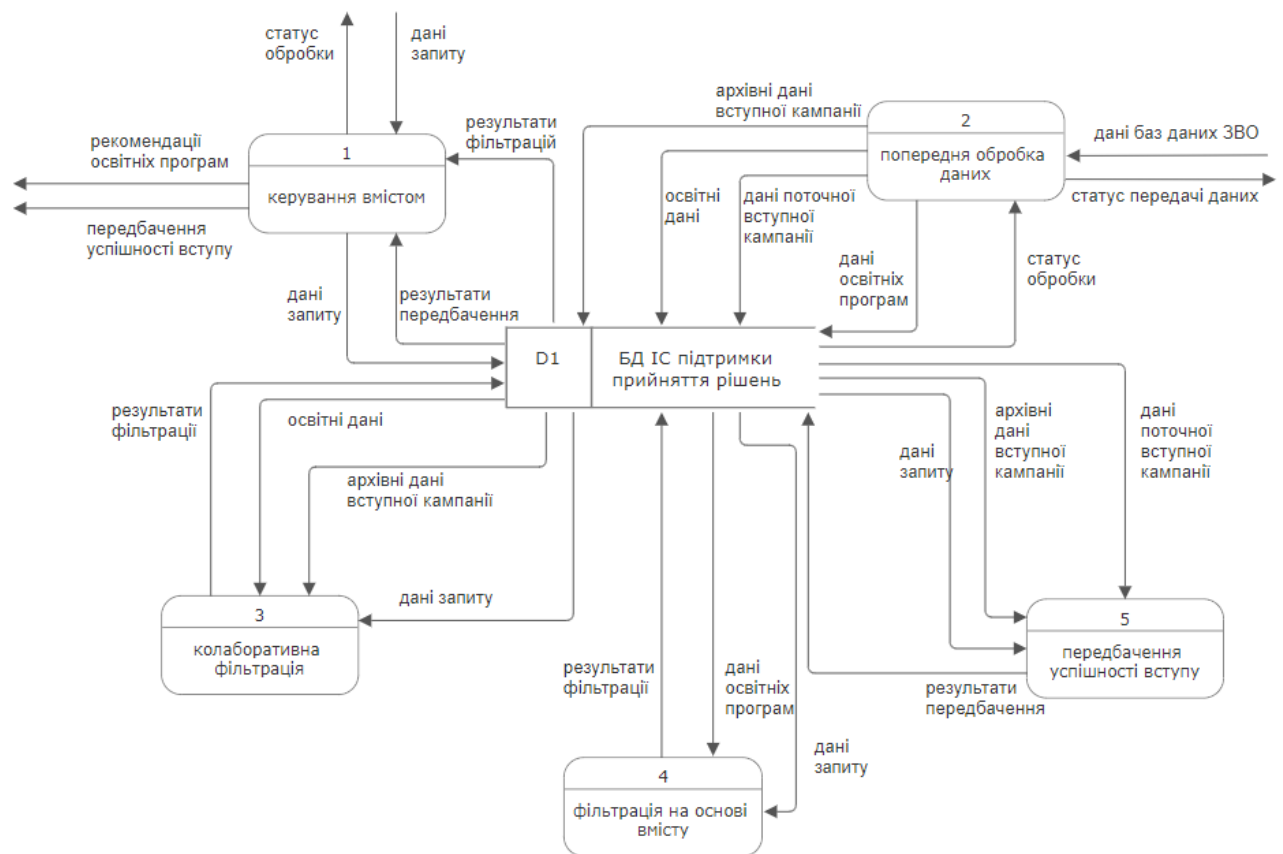 статус
обробки
дані
запиту
рекомендації
освітніх програм
1
керування вмістом
передбачення
успішності вступу
результати
фільтрацій
архівні дані
вступної кампанії
2
попередня обробка
даних
дані баз даних ЗВО
статус передачі даних
освітні
дані
дані поточної
вступної
кампанії
дані
освітніх
програм
статус
обробки
дані
запиту
результати
передбачення
D1
БД ІС підтримки
прийняття рішень
результати
фільтрації
освітні дані
архівні дані
вступної кампанії
дані запиту
3
колаборативна
фільтрація
результати
фільтрації
дані
освітніх
програм
дані
запиту
4
фільтрація на основі
вмісту
дані
запиту
архівні
дані
вступної
кампанії
дані
поточної
вступної
кампанії
5
передбачення
успішності вступу
результати
передбачення